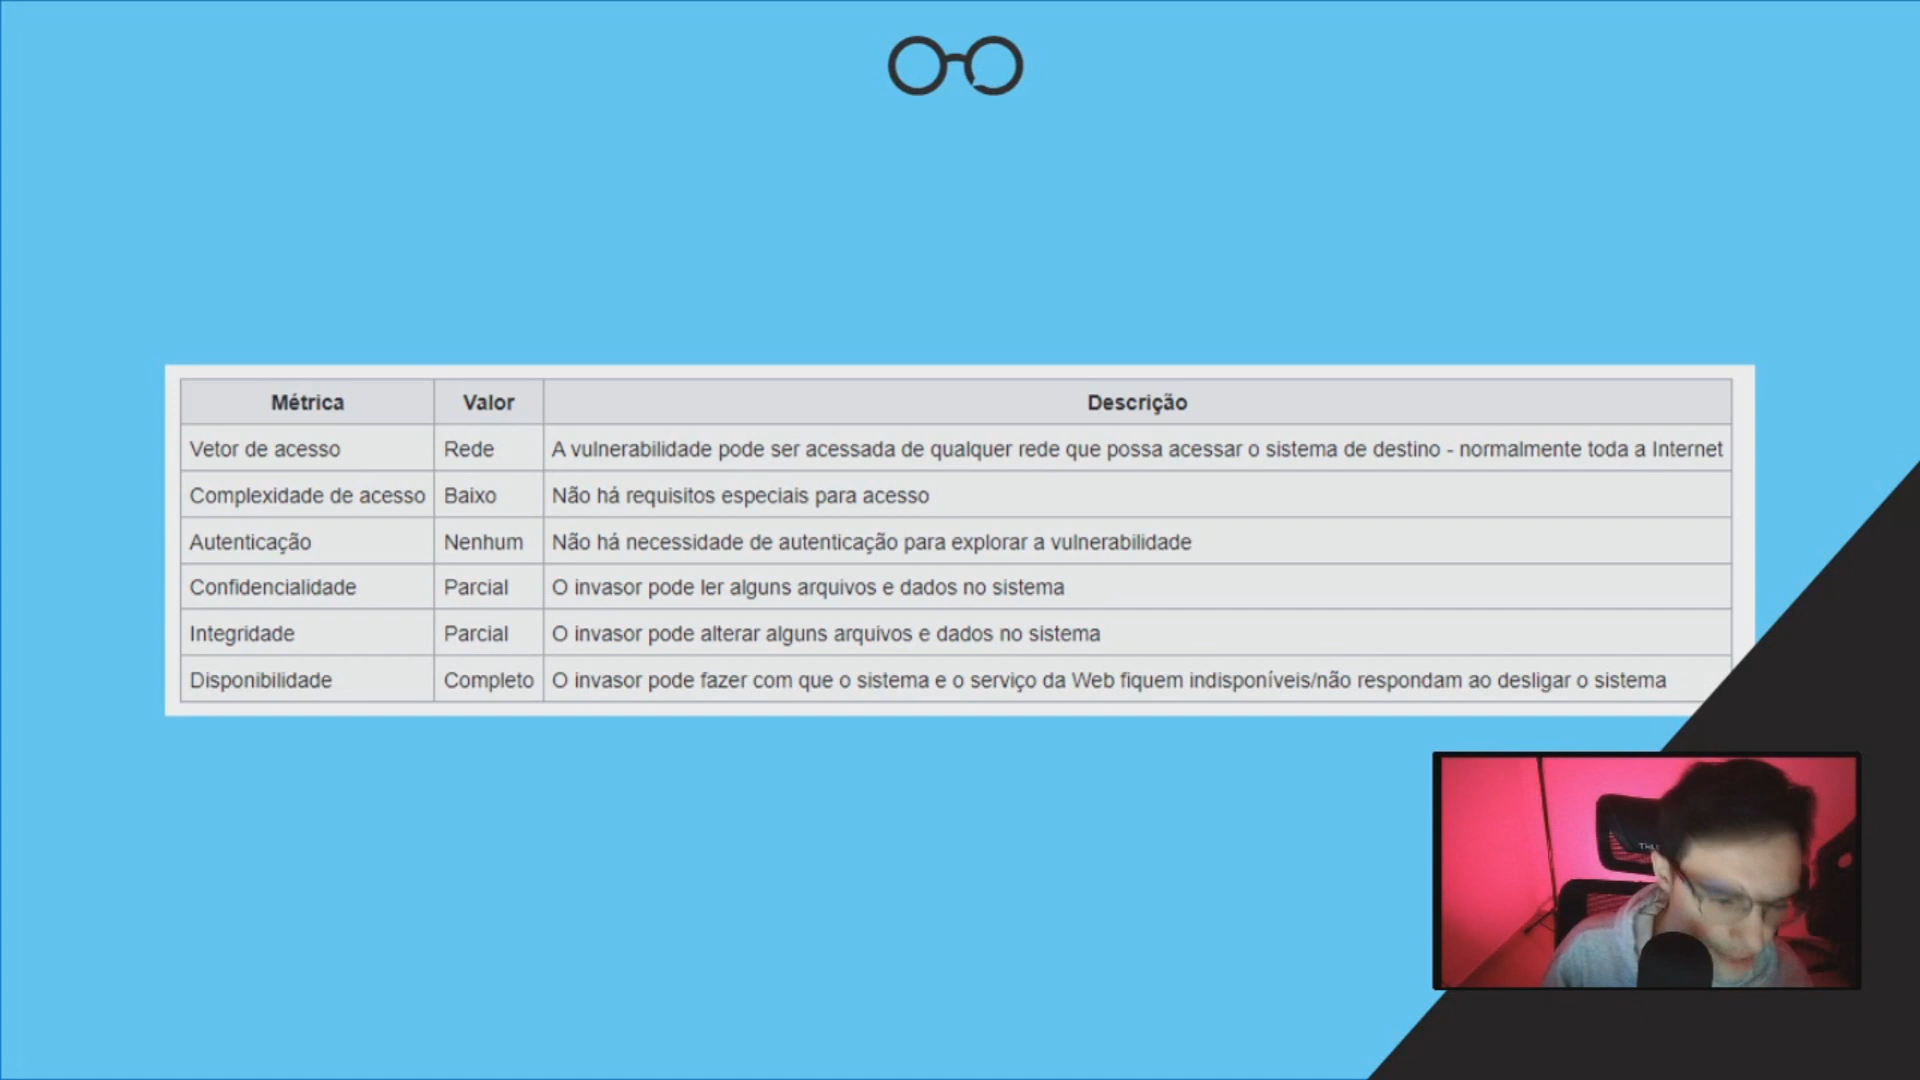 Métrica Valor Descrição
Vetor de acesso Rede A vulnerabilidade pode ser acessada de qualquer rede que possa acessar o sistema de destino - normalmente toda a Internet
Complexidade de acesso Baixo Não há requisitos especiais para acesso
Autenticação Nenhum Não há necessidade de autenticação para explorar a vulnerabilidade
Confidencialidade Parcial O invasor pode ler alguns arquivos e dados no sistema
Integridade Parcial O invasor pode alterar alguns arquivos e dados no sistema
Disponibilidade Completo O invasor pode fazer com que o sistema e o serviço da Web fiquem indisponíveis/não respondam ao desligar o sistema